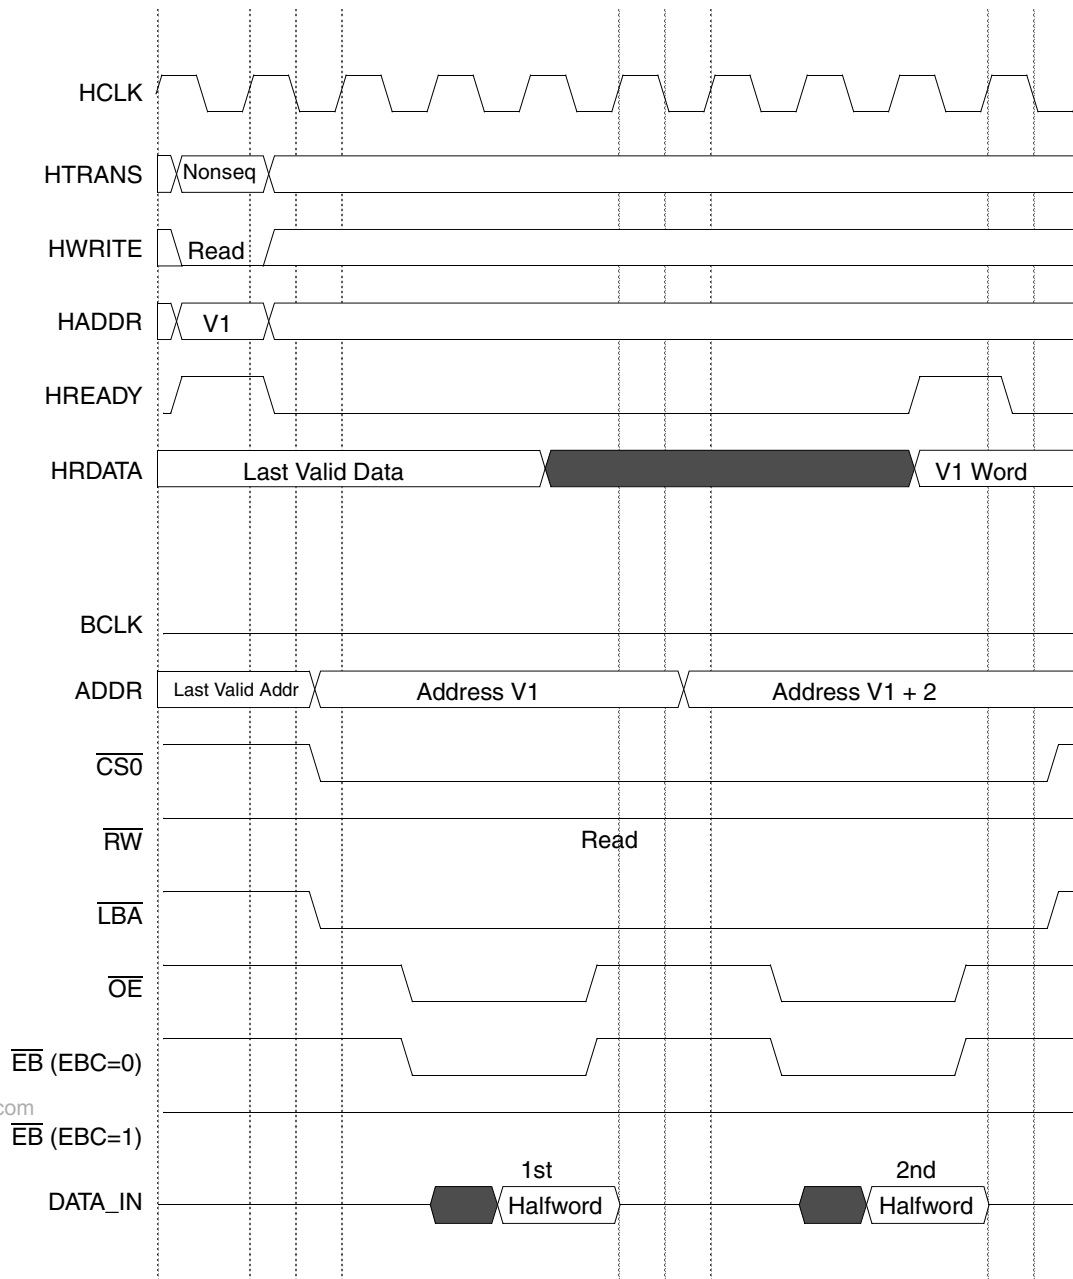 HCLK
HTRANS Nonseq
HWRITE Read
HADDR V1
HREADY
HRDATA Last Valid Data V1 Word
BCLK
ADDR Last Valid Addr Address V1 Address V1 + 2
CS0
RW Read
LBA
OE
EB (EBC=0)
com
EB (EBC=1)
1st 2nd
DATA_IN Halfword Halfword